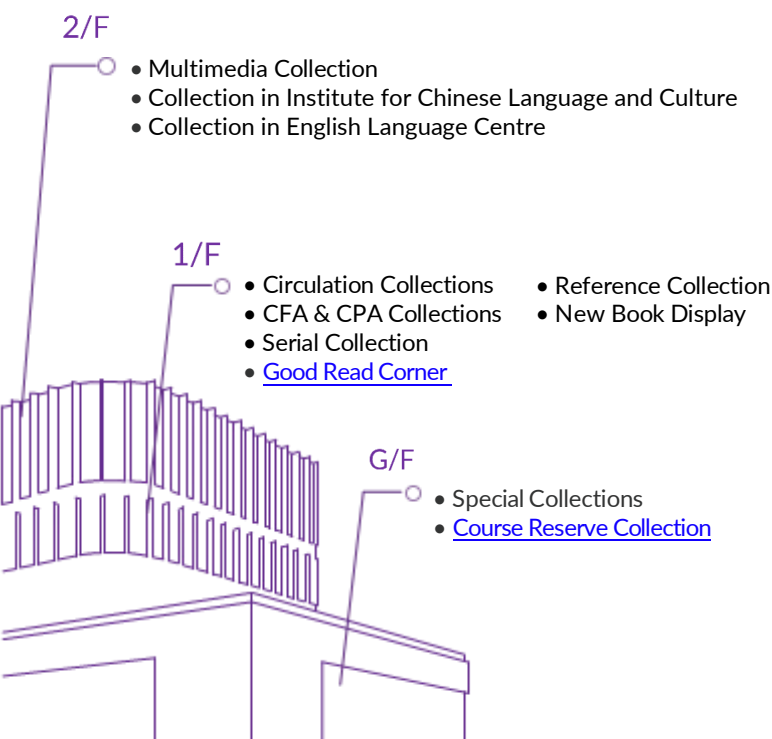 2/F
• Multimedia Collection
• Collection in Institute for Chinese Language and Culture
• Collection in English Language Centre
1/F
• Circulation Collections
• CFA & CPA Collections
• Serial Collection
• Good Read Corner
• Reference Collection
• New Book Display
G/F
• Special Collections
• Course Reserve Collection